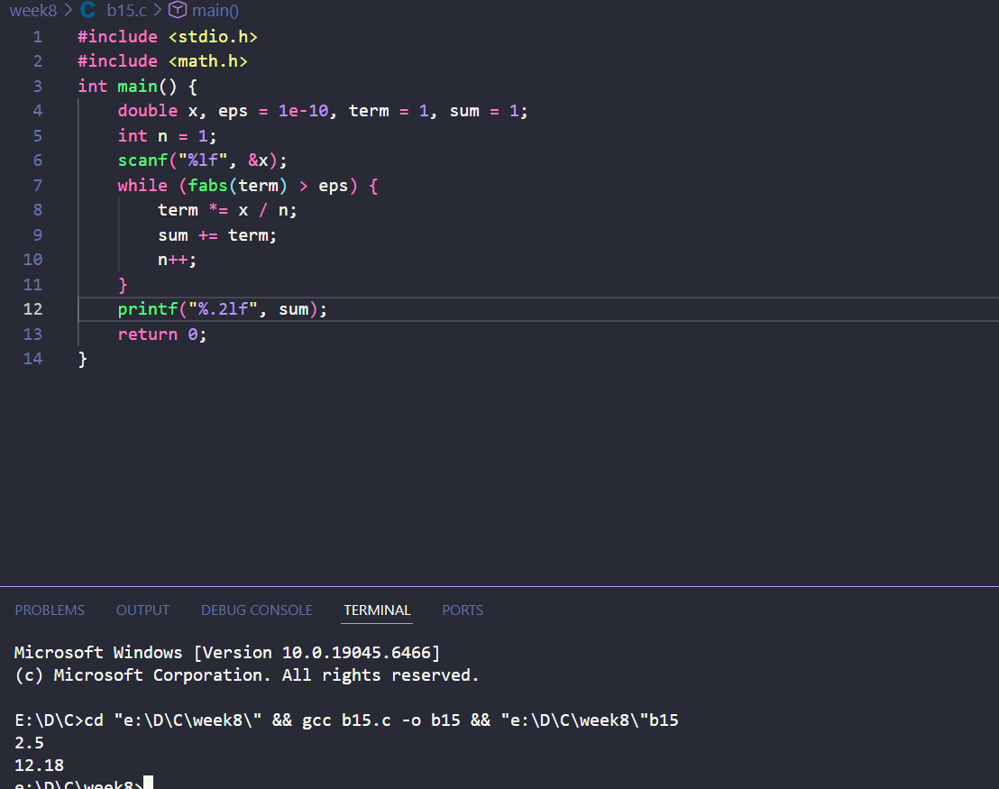 week8 > C b15.c > main()
1 #include <stdio.h>
2 #include <math.h>
3 int main() {
4     double x, eps = 1e-10, term = 1, sum = 1;
5     int n = 1;
6     scanf("%lf", &x);
7     while (fabs(term) > eps) {
8         term *= x / n;
9         sum += term;
10         n++;
11     }
12     printf("%.2lf", sum);
13     return 0;
14 }
PROBLEMS OUTPUT DEBUG CONSOLE TERMINAL PORTS
Microsoft Windows [Version 10.0.19045.6466]
(c) Microsoft Corporation. All rights reserved.
E:\D\C>cd "e:\D\C\week8\" && gcc b15.c -o b15 && "e:\D\C\week8\"b15
2.5
12.18
e:\D\C\week8>